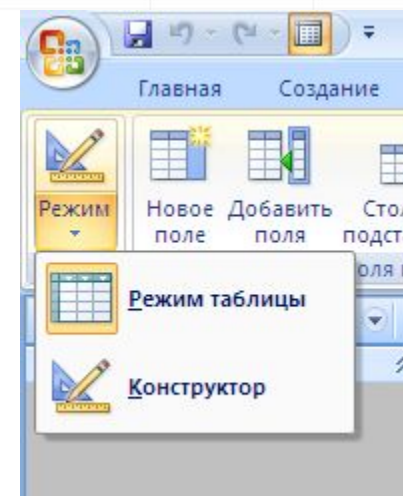 Главная Создание
Режим Новое Добавить
поле поля
Режим таблицы
Конструктор